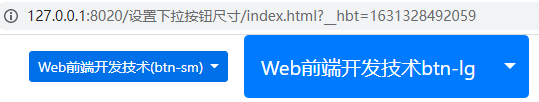 127.0.0.1:8020/设置下拉按钮尺寸/index.html?__hbt=1631328492059
Web前端开发技术(btn-sm)
Web前端开发技术btn-lg